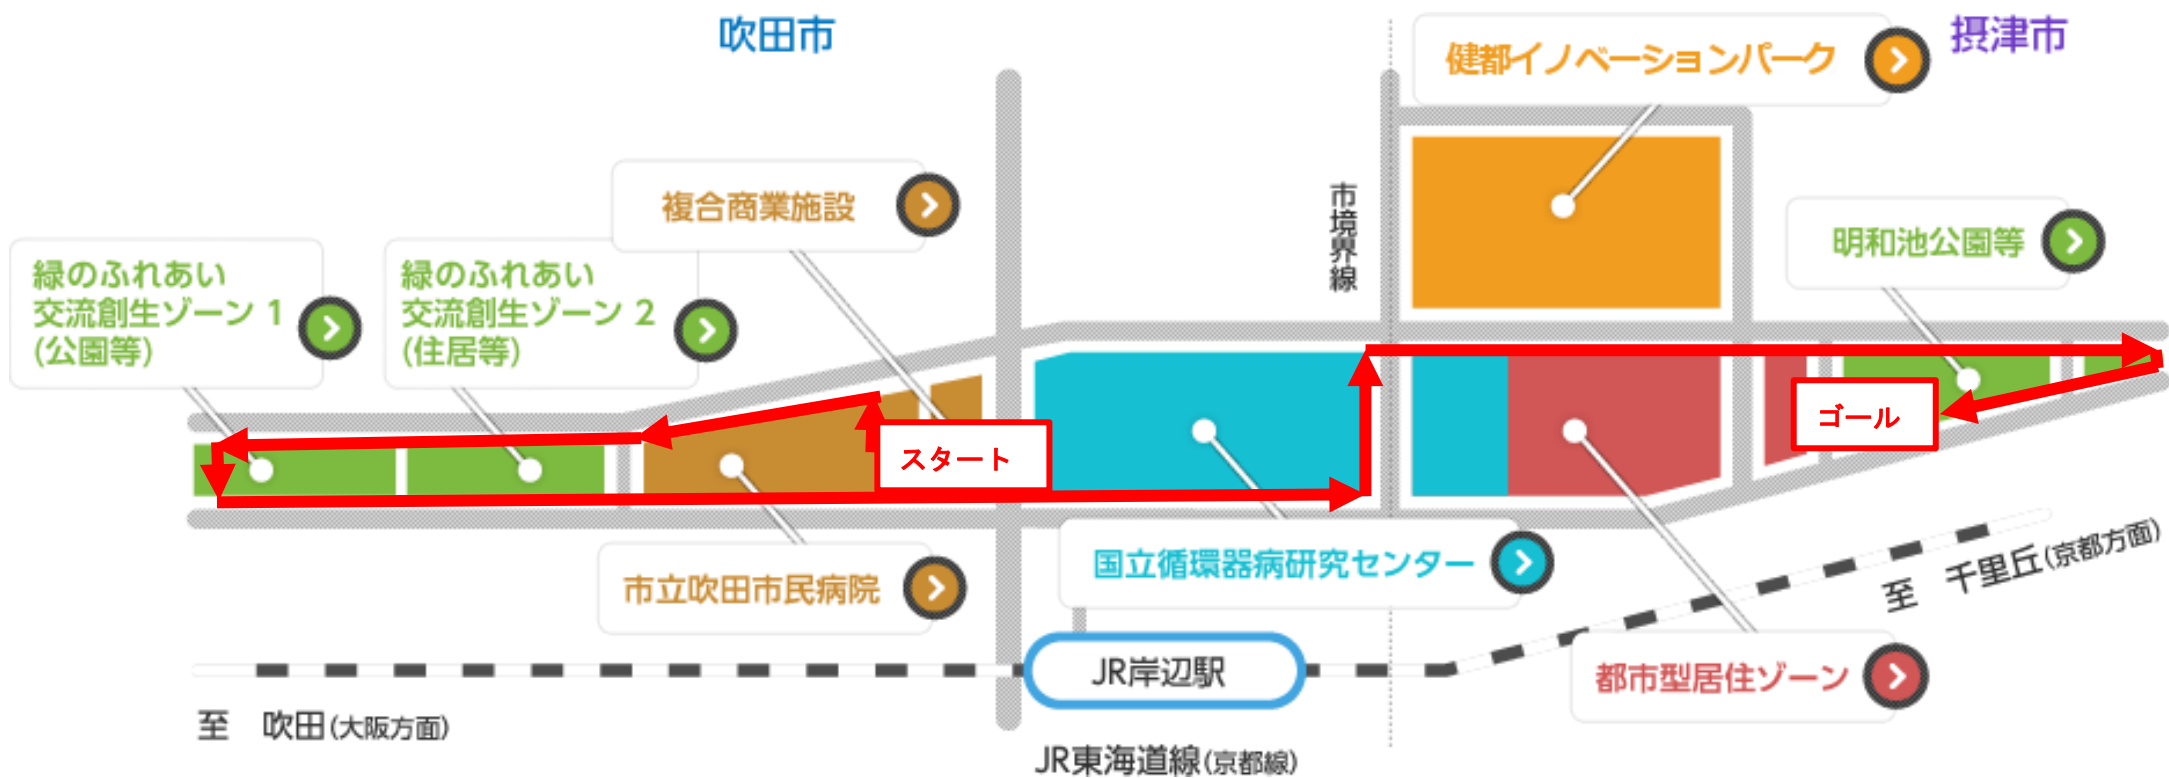 吹田市
摂津市
健都イノベーションパーク
複合商業施設
市境界線
明和池公園等
緑のふれあい
交流創生ゾーン 1
(公園等)
緑のふれあい
交流創生ゾーン 2
(住居等)
スタート
ゴール
市立吹田市民病院
国立循環器病研究センター
都市型居住ゾーン
至 千里丘(京都方面)
JR岸辺駅
至 吹田(大阪方面)
JR東海道線(京都線)